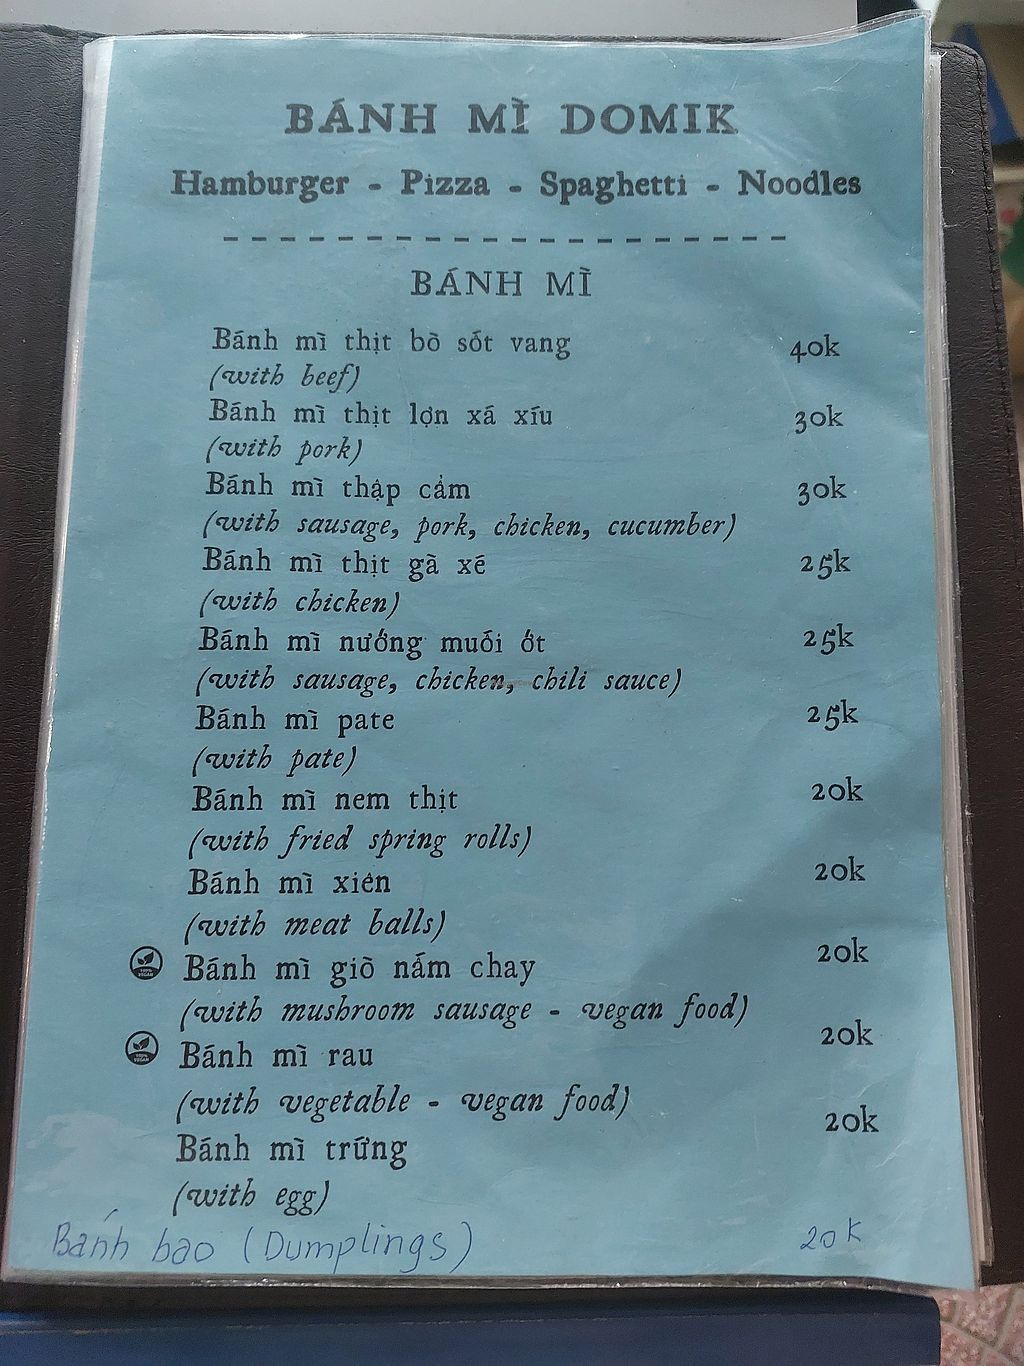 BÁNH MÌ DOMIK
Hamburger - Pizza - Spaghetti - Noodles
BÁNH MÌ
Bánh mì thịt bò sốt vang 40k
(with beef)
Bánh mì thịt lợn xá xíu 30k
(with pork)
Bánh mì thập cẩm 30k
(with sausage, pork, chicken, cucumber)
Bánh mì thịt gà xé 25k
(with chicken)
Bánh mì nướng muối ớt 25k
(with sausage, chicken, chili sauce)
Bánh mì pate 25k
(with pate)
Bánh mì nem thịt 20k
(with fried spring rolls)
Bánh mì xiên 20k
(with meat balls)
100% VEGAN Bánh mì giò nấm chay 20k
(with mushroom sausage - vegan food)
100% VEGAN Bánh mì rau 20k
(with vegetable - vegan food)
Bánh mì trứng 20k
(with egg)
Bánh bao (Dumplings) 20k